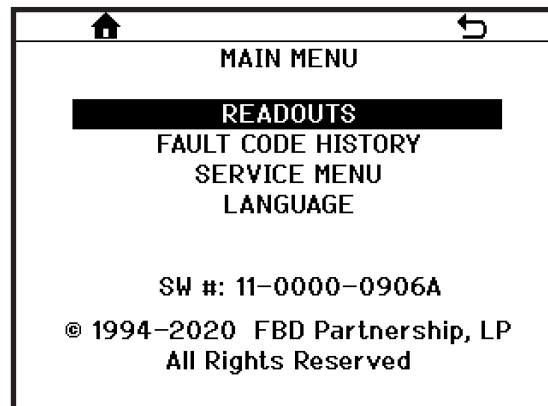 MAIN MENU
READOUTS
FAULT CODE HISTORY
SERVICE MENU
LANGUAGE
SW #: 11-0000-0906A
© 1994-2020 FBD Partnership, LP
All Rights Reserved